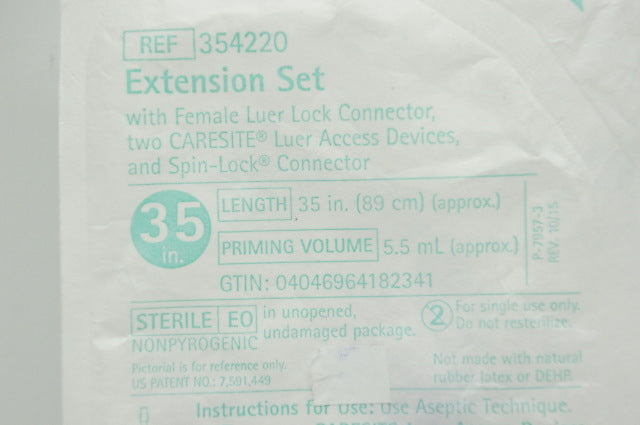 REF 354220
Extension Set
with Female Luer Lock Connector,
two CARESITE® Luer Access Devices,
and Spin-Lock® Connector
35 in.
LENGTH 35 in. (89 cm) (approx.)
PRIMING VOLUME 5.5 mL (approx.)
GTIN: 04046964182341
P-7057-3
REV. 10/15
STERILE EO in unopened,
undamaged package.
NONPYROGENIC
2 For single use only.
Do not resterilize.
Pictorial is for reference only.
US PATENT NO.: 7,591,449
Not made with natural
rubber latex or DEHP.
Instructions for Use: Use Aseptic Technique.